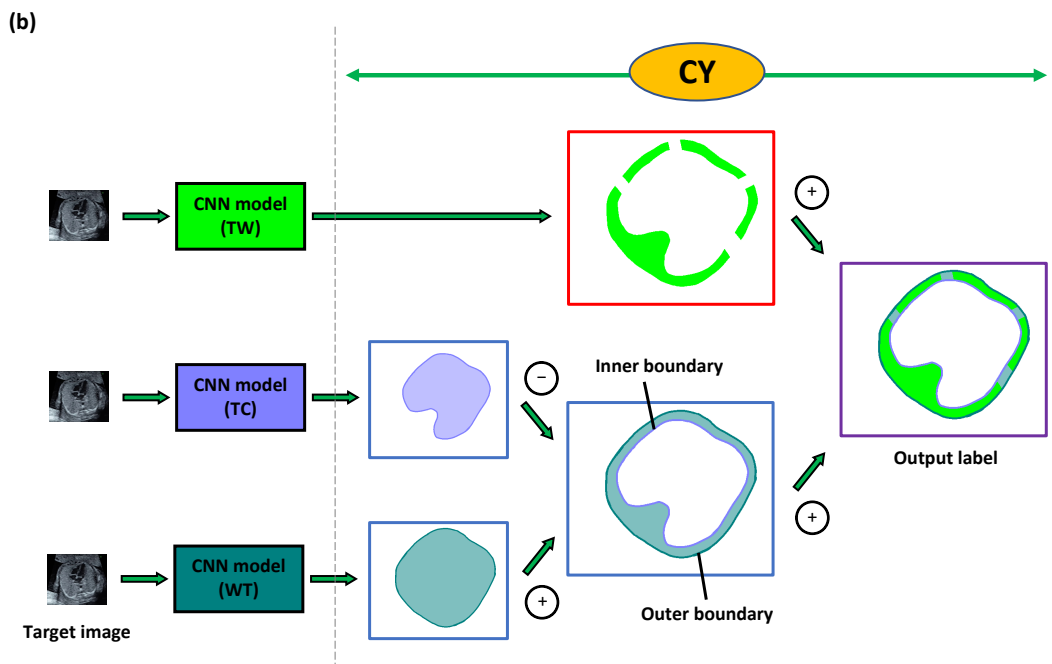 (b)
CY
CNN model
(TW)
+
CNN model
(TC)
−
Inner boundary
Output label
CNN model
(WT)
+
+
Outer boundary
Target image